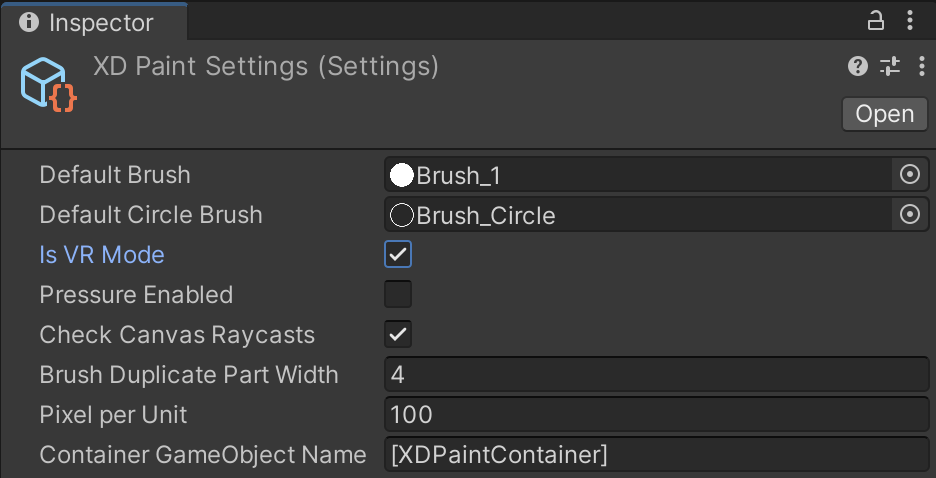 Inspector
XD Paint Settings (Settings)
Open
Default Brush Brush_1
Default Circle Brush Brush_Circle
Is VR Mode
Pressure Enabled
Check Canvas Raycasts
Brush Duplicate Part Width 4
Pixel per Unit 100
Container GameObject Name [XDPaintContainer]